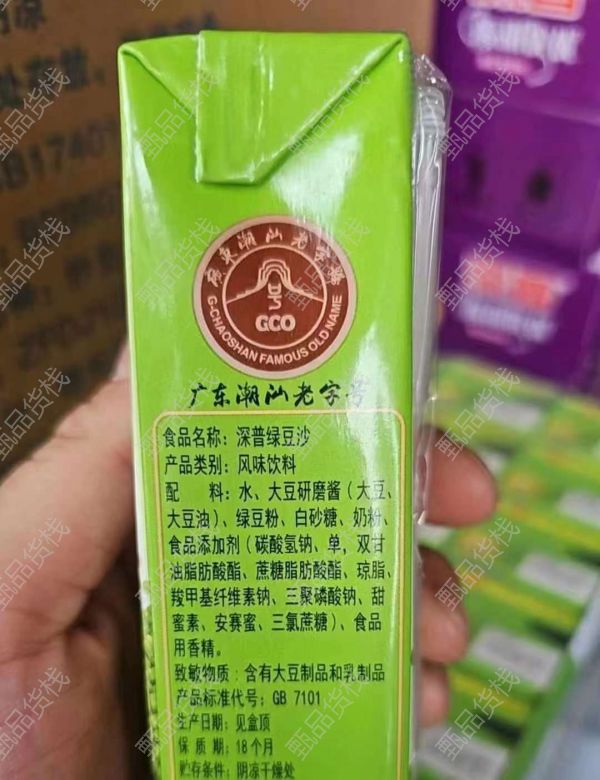 广东潮汕老字号
GCO
G-CHAOSHAN FAMOUS OLD NAME
广东潮汕老字号
食品名称：深普绿豆沙
产品类别：风味饮料
配 料：水、大豆研磨酱（大豆、
大豆油）、绿豆粉、白砂糖、奶粉、
食品添加剂（碳酸氢钠、单，双甘
油脂肪酸酯、蔗糖脂肪酸酯、琼脂、
羧甲基纤维素钠、三聚磷酸钠、甜
蜜素、安赛蜜、三氯蔗糖）、食品
用香精。
致敏物质：含有大豆制品和乳制品
产品标准代号：GB 7101
生产日期：见盒顶
保 质 期：18个月
贮存条件：阴凉干燥处
甄品货栈